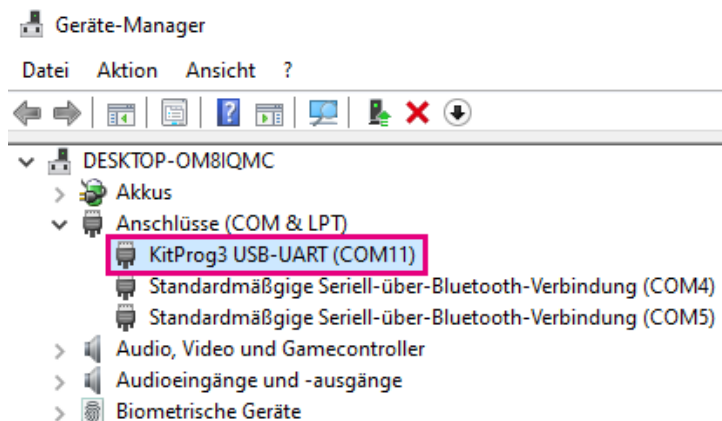 Geräte-Manager
Datei Aktion Ansicht ?
DESKTOP-OM8IQMC
Akkus
Anschlüsse (COM & LPT)
KitProg3 USB-UART (COM11)
Standardmäßgige Seriell-über-Bluetooth-Verbindung (COM4)
Standardmäßgige Seriell-über-Bluetooth-Verbindung (COM5)
Audio, Video und Gamecontroller
Audioeingänge und -ausgänge
Biometrische Geräte